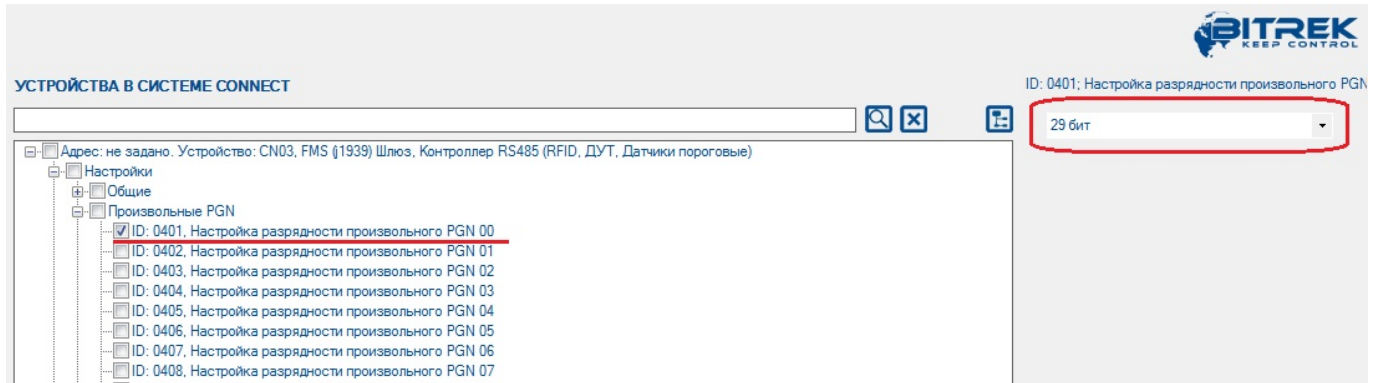 BITREK
KEEP CONTROL
УСТРОЙСТВА В СИСТЕМЕ CONNECT
ID: 0401; Настройка разрядности произвольного PGN
29 бит
Адрес: не задано. Устройство: CN03, FMS (j1939) Шлюз, Контроллер RS485 (RFID, ДУТ, Датчики пороговые)
Настройки
Общие
Произвольные PGN
ID: 0401, Настройка разрядности произвольного PGN 00
ID: 0402, Настройка разрядности произвольного PGN 01
ID: 0403, Настройка разрядности произвольного PGN 02
ID: 0404, Настройка разрядности произвольного PGN 03
ID: 0405, Настройка разрядности произвольного PGN 04
ID: 0406, Настройка разрядности произвольного PGN 05
ID: 0407, Настройка разрядности произвольного PGN 06
ID: 0408, Настройка разрядности произвольного PGN 07